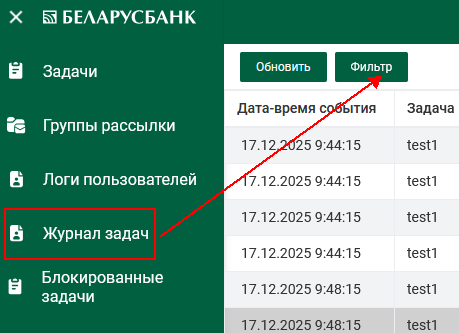 БЕЛАРУСБАНК
Задачи
Группы рассылки
Логи пользователей
Журнал задач
Блокированные
задачи
Обновить Фильтр
Дата-время события Задача
17.12.2025 9:44:15 test1
17.12.2025 9:44:15 test1
17.12.2025 9:44:15 test1
17.12.2025 9:44:15 test1
17.12.2025 9:48:15 test1
17.12.2025 9:48:15 test1